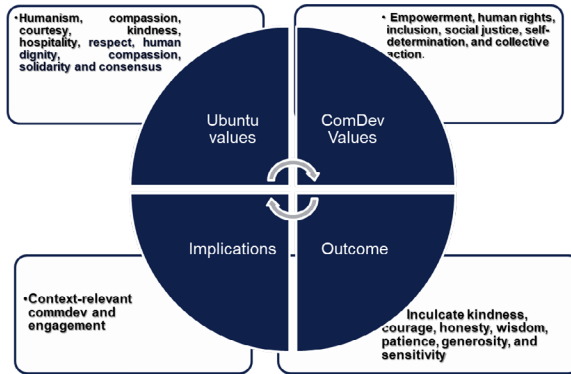 •Humanism, compassion,
courtesy, kindness,
hospitality, respect, human
dignity, compassion,
solidarity and consensus
• Empowerment, human rights,
inclusion, social justice, self-
determination, and collective
action.
Ubuntu
values
ComDev
Values
Implications
Outcome
•Context-relevant
commdev and
engagement
Inculcate kindness,
courage, honesty, wisdom,
patience, generosity, and
sensitivity